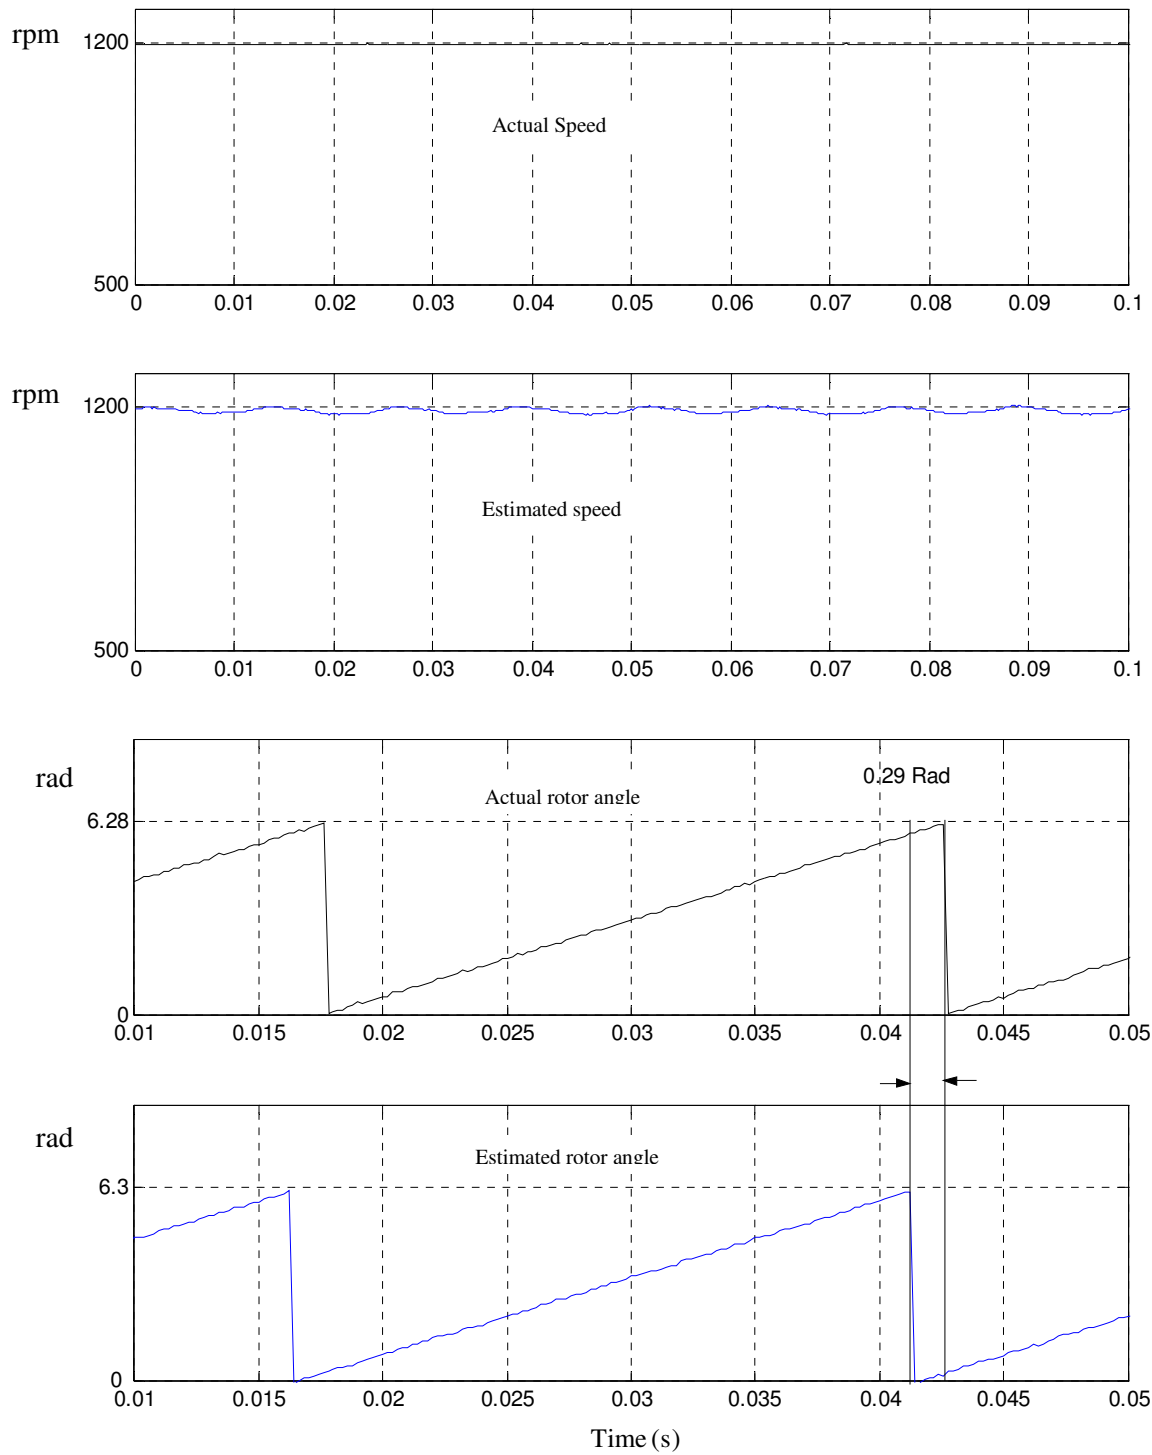 rpm
1200
Actual Speed
500
0 0.01 0.02 0.03 0.04 0.05 0.06 0.07 0.08 0.09 0.1
rpm
1200
Estimated speed
500
0 0.01 0.02 0.03 0.04 0.05 0.06 0.07 0.08 0.09 0.1
rad
0.29 Rad
Actual rotor angle
6.28
0
0.01 0.015 0.02 0.025 0.03 0.035 0.04 0.045 0.05
rad
Estimated rotor angle
6.3
0
0.01 0.015 0.02 0.025 0.03 0.035 0.04 0.045 0.05
Time (s)